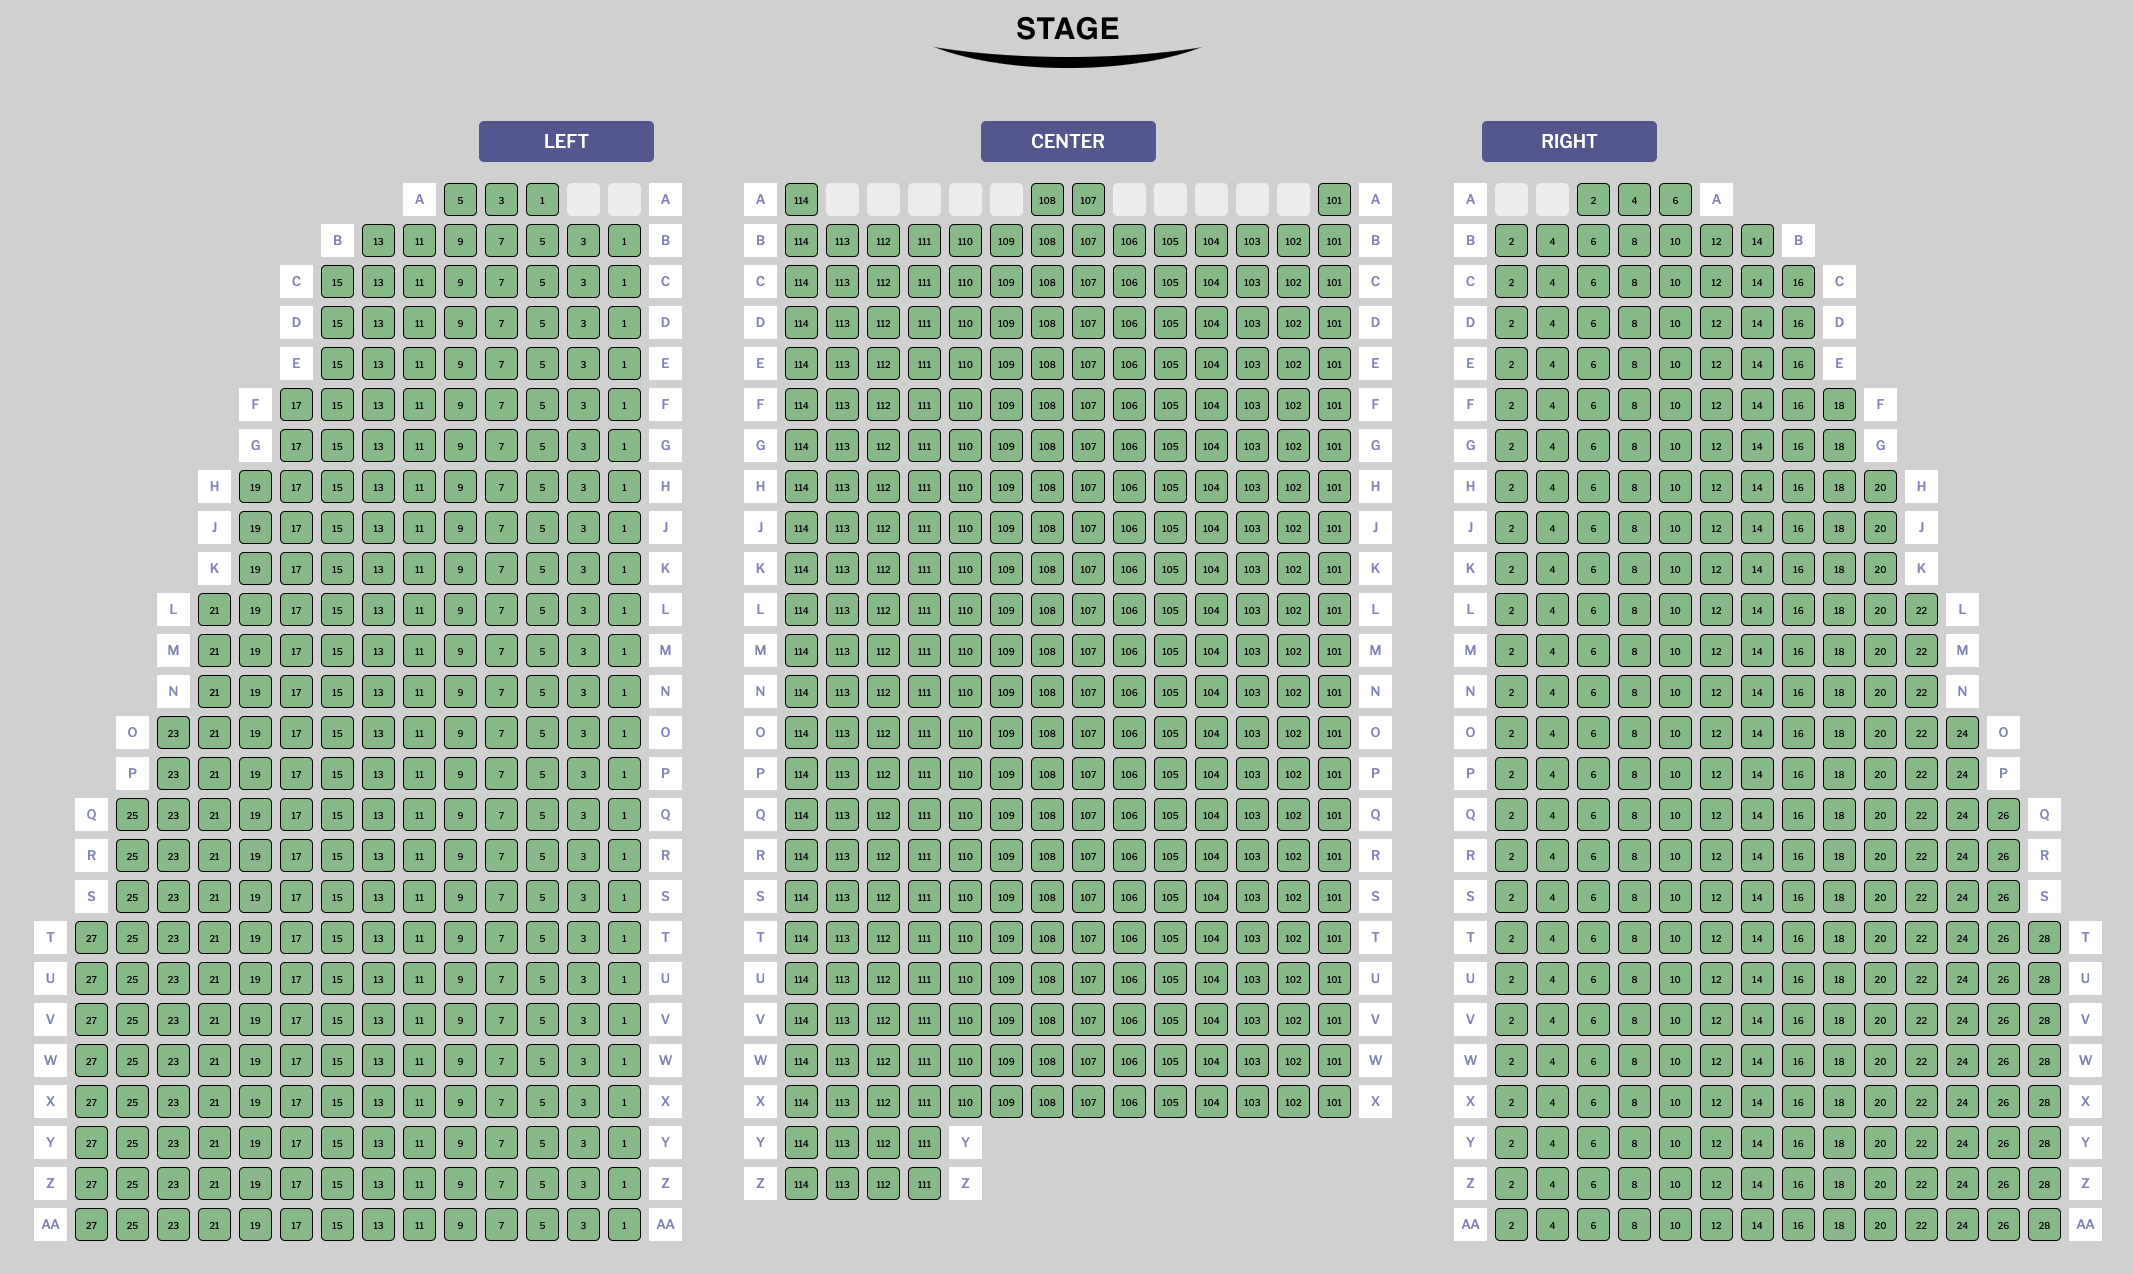 STAGE
LEFT CENTER RIGHT
A 5 3 1 A A 114 108 107 101 A A 2 4 6 A
B 13 11 9 7 5 3 1 B B 114 113 112 111 110 109 108 107 106 105 104 103 102 101 B B 2 4 6 8 10 12 14 B
C 15 13 11 9 7 5 3 1 C C 114 113 112 111 110 109 108 107 106 105 104 103 102 101 C C 2 4 6 8 10 12 14 16 C
D 15 13 11 9 7 5 3 1 D D 114 113 112 111 110 109 108 107 106 105 104 103 102 101 D D 2 4 6 8 10 12 14 16 D
E 15 13 11 9 7 5 3 1 E E 114 113 112 111 110 109 108 107 106 105 104 103 102 101 E E 2 4 6 8 10 12 14 16 E
F 17 15 13 11 9 7 5 3 1 F F 114 113 112 111 110 109 108 107 106 105 104 103 102 101 F F 2 4 6 8 10 12 14 16 18 F
G 17 15 13 11 9 7 5 3 1 G G 114 113 112 111 110 109 108 107 106 105 104 103 102 101 G G 2 4 6 8 10 12 14 16 18 G
H 19 17 15 13 11 9 7 5 3 1 H H 114 113 112 111 110 109 108 107 106 105 104 103 102 101 H H 2 4 6 8 10 12 14 16 18 20 H
J 19 17 15 13 11 9 7 5 3 1 J J 114 113 112 111 110 109 108 107 106 105 104 103 102 101 J J 2 4 6 8 10 12 14 16 18 20 J
K 19 17 15 13 11 9 7 5 3 1 K K 114 113 112 111 110 109 108 107 106 105 104 103 102 101 K K 2 4 6 8 10 12 14 16 18 20 K
L 21 19 17 15 13 11 9 7 5 3 1 L L 114 113 112 111 110 109 108 107 106 105 104 103 102 101 L L 2 4 6 8 10 12 14 16 18 20 22 L
M 21 19 17 15 13 11 9 7 5 3 1 M M 114 113 112 111 110 109 108 107 106 105 104 103 102 101 M M 2 4 6 8 10 12 14 16 18 20 22 M
N 21 19 17 15 13 11 9 7 5 3 1 N N 114 113 112 111 110 109 108 107 106 105 104 103 102 101 N N 2 4 6 8 10 12 14 16 18 20 22 N
O 23 21 19 17 15 13 11 9 7 5 3 1 O O 114 113 112 111 110 109 108 107 106 105 104 103 102 101 O O 2 4 6 8 10 12 14 16 18 20 22 24 O
P 23 21 19 17 15 13 11 9 7 5 3 1 P P 114 113 112 111 110 109 108 107 106 105 104 103 102 101 P P 2 4 6 8 10 12 14 16 18 20 22 24 P
Q 25 23 21 19 17 15 13 11 9 7 5 3 1 Q Q 114 113 112 111 110 109 108 107 106 105 104 103 102 101 Q Q 2 4 6 8 10 12 14 16 18 20 22 24 26 Q
R 25 23 21 19 17 15 13 11 9 7 5 3 1 R R 114 113 112 111 110 109 108 107 106 105 104 103 102 101 R R 2 4 6 8 10 12 14 16 18 20 22 24 26 R
S 25 23 21 19 17 15 13 11 9 7 5 3 1 S S 114 113 112 111 110 109 108 107 106 105 104 103 102 101 S S 2 4 6 8 10 12 14 16 18 20 22 24 26 S
T 27 25 23 21 19 17 15 13 11 9 7 5 3 1 T T 114 113 112 111 110 109 108 107 106 105 104 103 102 101 T T 2 4 6 8 10 12 14 16 18 20 22 24 26 28 T
U 27 25 23 21 19 17 15 13 11 9 7 5 3 1 U U 114 113 112 111 110 109 108 107 106 105 104 103 102 101 U U 2 4 6 8 10 12 14 16 18 20 22 24 26 28 U
V 27 25 23 21 19 17 15 13 11 9 7 5 3 1 V V 114 113 112 111 110 109 108 107 106 105 104 103 102 101 V V 2 4 6 8 10 12 14 16 18 20 22 24 26 28 V
W 27 25 23 21 19 17 15 13 11 9 7 5 3 1 W W 114 113 112 111 110 109 108 107 106 105 104 103 102 101 W W 2 4 6 8 10 12 14 16 18 20 22 24 26 28 W
X 27 25 23 21 19 17 15 13 11 9 7 5 3 1 X X 114 113 112 111 110 109 108 107 106 105 104 103 102 101 X X 2 4 6 8 10 12 14 16 18 20 22 24 26 28 X
Y 27 25 23 21 19 17 15 13 11 9 7 5 3 1 Y Y 114 113 112 111 Y Y 2 4 6 8 10 12 14 16 18 20 22 24 26 28 Y
Z 27 25 23 21 19 17 15 13 11 9 7 5 3 1 Z Z 114 113 112 111 Z Z 2 4 6 8 10 12 14 16 18 20 22 24 26 28 Z
AA 27 25 23 21 19 17 15 13 11 9 7 5 3 1 AA AA 2 4 6 8 10 12 14 16 18 20 22 24 26 28 AA